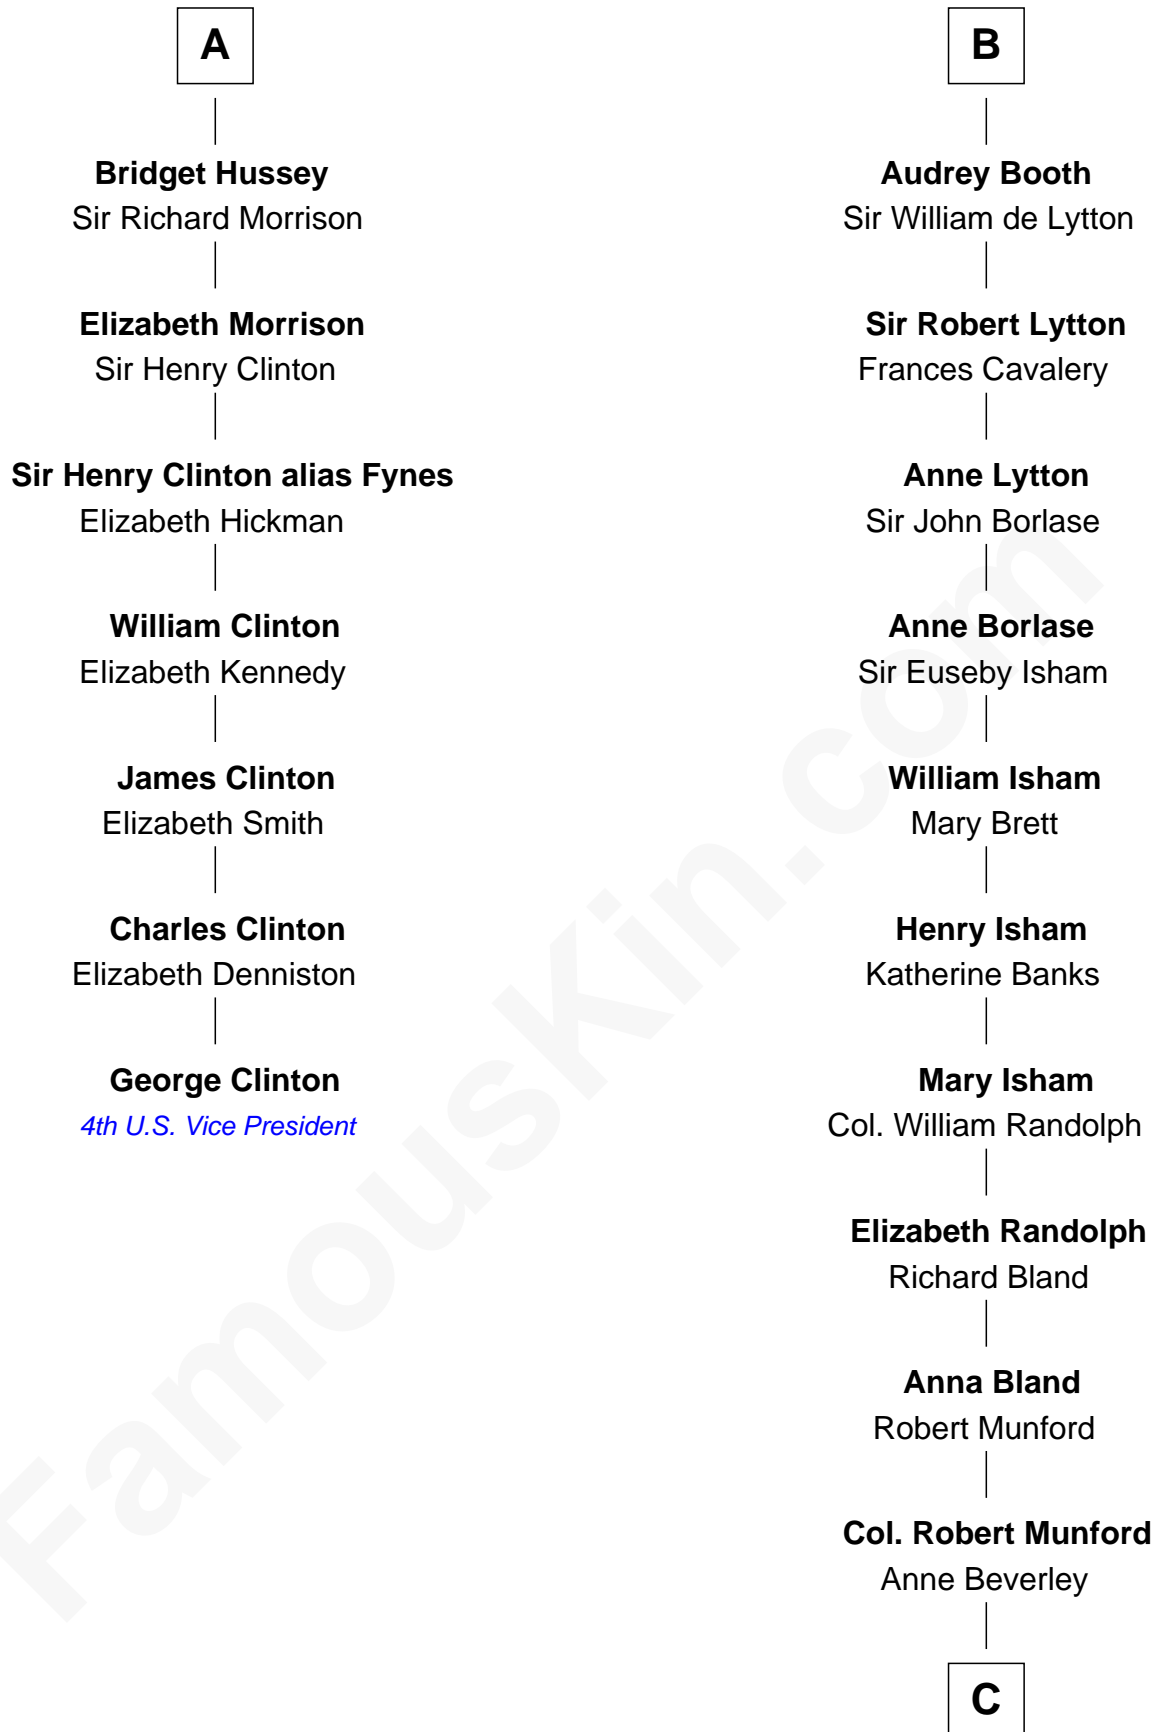 A
Bridget Hussey
Sir Richard Morrison
Elizabeth Morrison
Sir Henry Clinton
Sir Henry Clinton alias Fynes
Elizabeth Hickman
William Clinton
Elizabeth Kennedy
James Clinton
Elizabeth Smith
Charles Clinton
Elizabeth Denniston
George Clinton
4th U.S. Vice President
B
Audrey Booth
Sir William de Lytton
Sir Robert Lytton
Frances Cavalery
Anne Lytton
Sir John Borlase
Anne Borlase
Sir Euseby Isham
William Isham
Mary Brett
Henry Isham
Katherine Banks
Mary Isham
Col. William Randolph
Elizabeth Randolph
Richard Bland
Anna Bland
Robert Munford
Col. Robert Munford
Anne Beverley
C
FamousKin.com